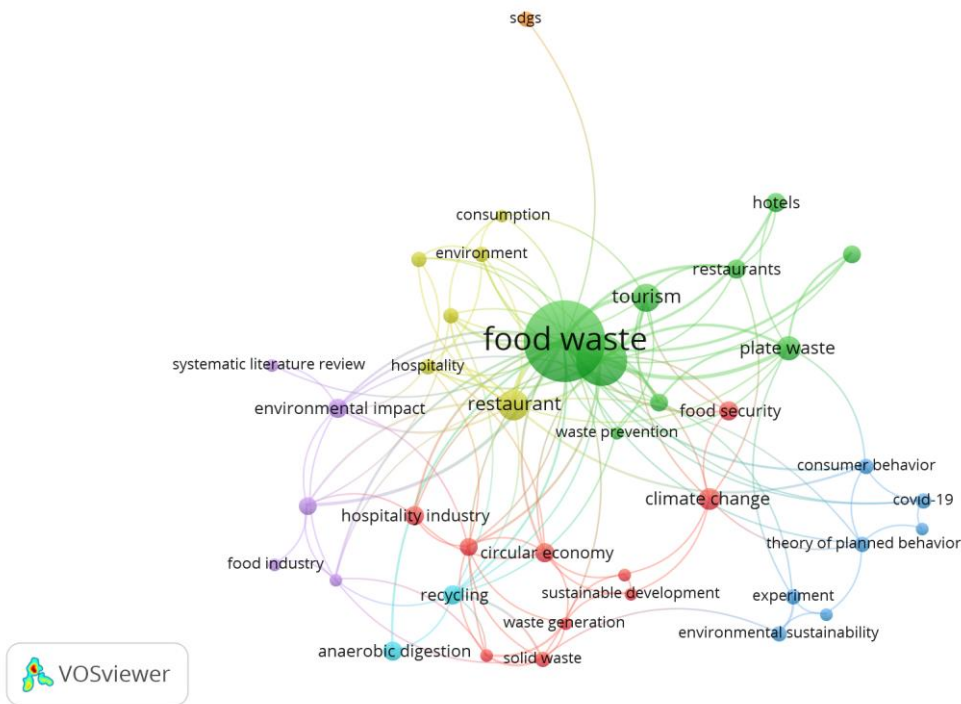 sdgs
hotels
consumption
environment
restaurants
tourism
food waste
plate waste
systematic literature review
hospitality
environmental impact
restaurant
food security
waste prevention
consumer behavior
climate change
covid-19
hospitality industry
theory of planned behavior
circular economy
food industry
recycling
sustainable development
experiment
waste generation
environmental sustainability
anaerobic digestion
solid waste
VOSviewer